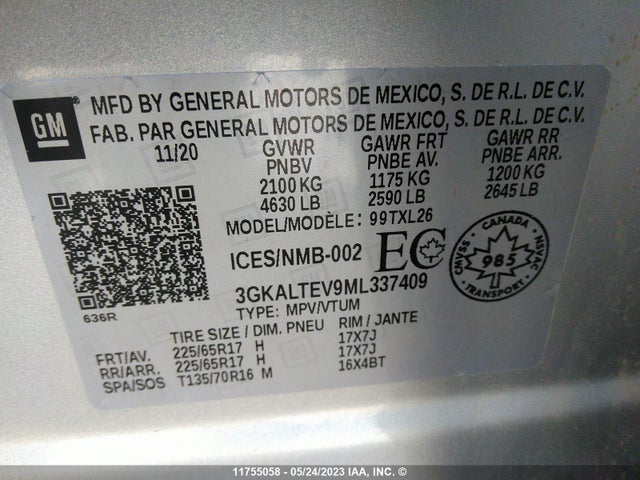 GM
MFD BY GENERAL MOTORS DE MEXICO, S. DE R.L. DE C.V.
FAB. PAR GENERAL MOTORS DE MEXICO, S. DE R.L. DE C.V.
11/20 GVWR GAWR FRT GAWR RR
PNBV PNBE AV. PNBE ARR.
2100 KG 1175 KG 1200 KG
4630 LB 2590 LB 2645 LB
MODEL/MODÈLE: 99TXL26
ICES/NMB-002 EC
CANADA
CMVSS 985 NSVAC
TRANSPORT
3GKALTEV9ML337409
TYPE: MPV/VTUM
636R
TIRE SIZE / DIM. PNEU RIM / JANTE
FRT/AV. 225/65R17 H 17X7J
RR/ARR. 225/65R17 H 17X7J
SPA/SOS T135/70R16 M 16X4BT
11755058 - 05/24/2023 IAA, INC. ©